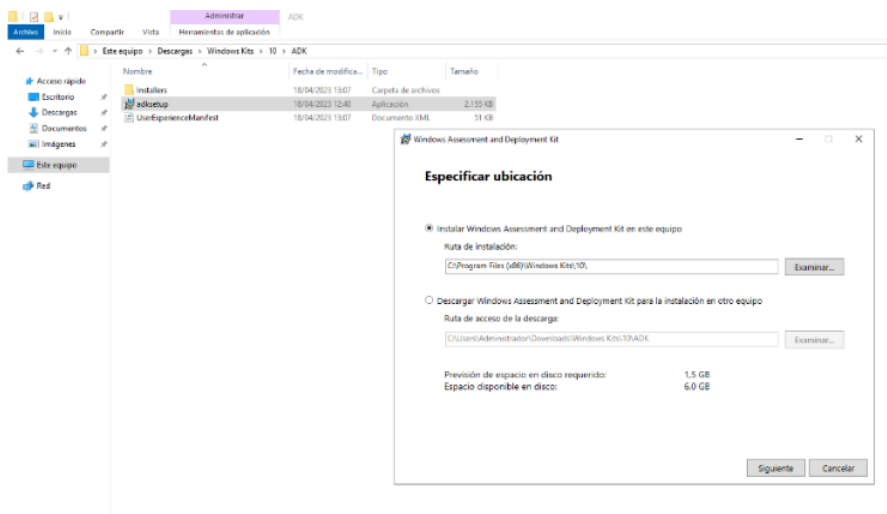 Administrar
ADK
Archivo Inicio Compartir Vista Herramientas de aplicación
Este equipo > Descargas > Windows Kits > 10 > ADK
Nombre Fecha de modifica... Tipo Tamaño
Acceso rápido
Escritorio
Descargas
Documentos
Imágenes
Este equipo
Red
Installers 18/04/2023 13:07 Carpeta de archivos
adksetup 18/04/2023 12:40 Aplicación 2.155 KB
UserExperienceManifest 18/04/2023 13:07 Documento XML 51 KB
Windows Assessment and Deployment Kit
Especificar ubicación
Instalar Windows Assessment and Deployment Kit en este equipo
Ruta de instalación:
C:\Program Files (x86)\Windows Kits\10\
Examinar...
Descargar Windows Assessment and Deployment Kit para la instalación en otro equipo
Ruta de acceso de la descarga:
C:\Users\Administrador\Downloads\Windows Kits\10\ADK
Examinar...
Previsión de espacio en disco requerido: 1,5 GB
Espacio disponible en disco: 6,0 GB
Siguiente Cancelar